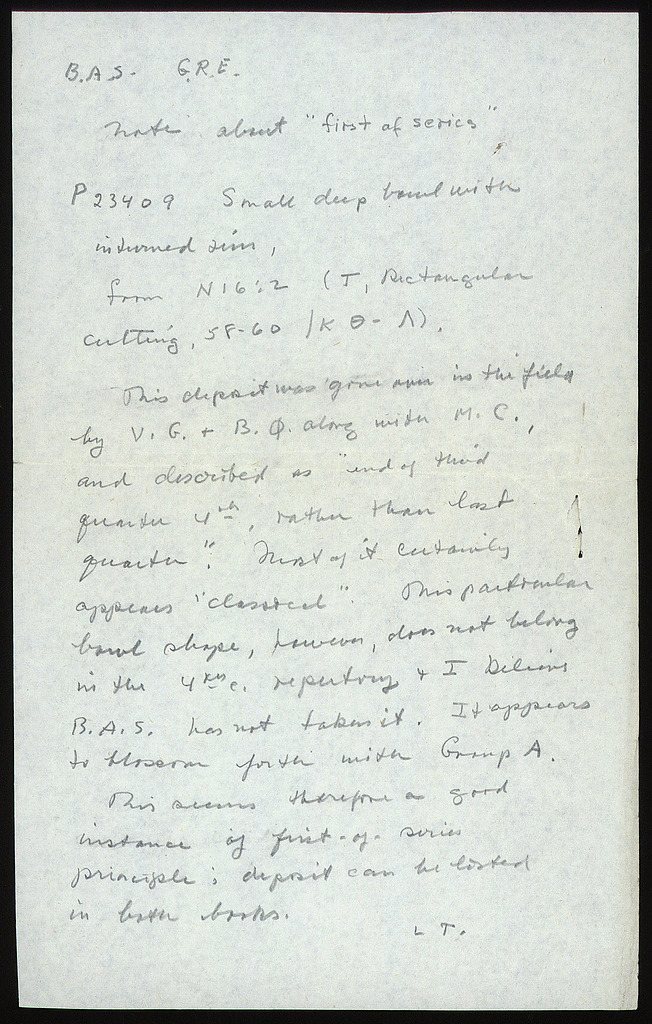 B.A.S. G.R.E.
Note about "first of series"
P 23409 Small deep bowl with
inturned rim,
from N 16:2 (T, Rectangular
cutting, 58-60 / K Θ - Λ).
This deposit was gone over in the field
by V. G. + B. Φ. along with M. C.,
and described as "end of third
quarter 4th, rather than last
quarter". Most of it certainly
appears "classical". This particular
bowl shape, however, does not belong
in the 4th c. repertory + I believe
B.A.S. has not taken it. It appears
to blossom forth with Group A.
This seems therefore a good
instance of first-of-series
principle; deposit can be listed
in both books.
L T.